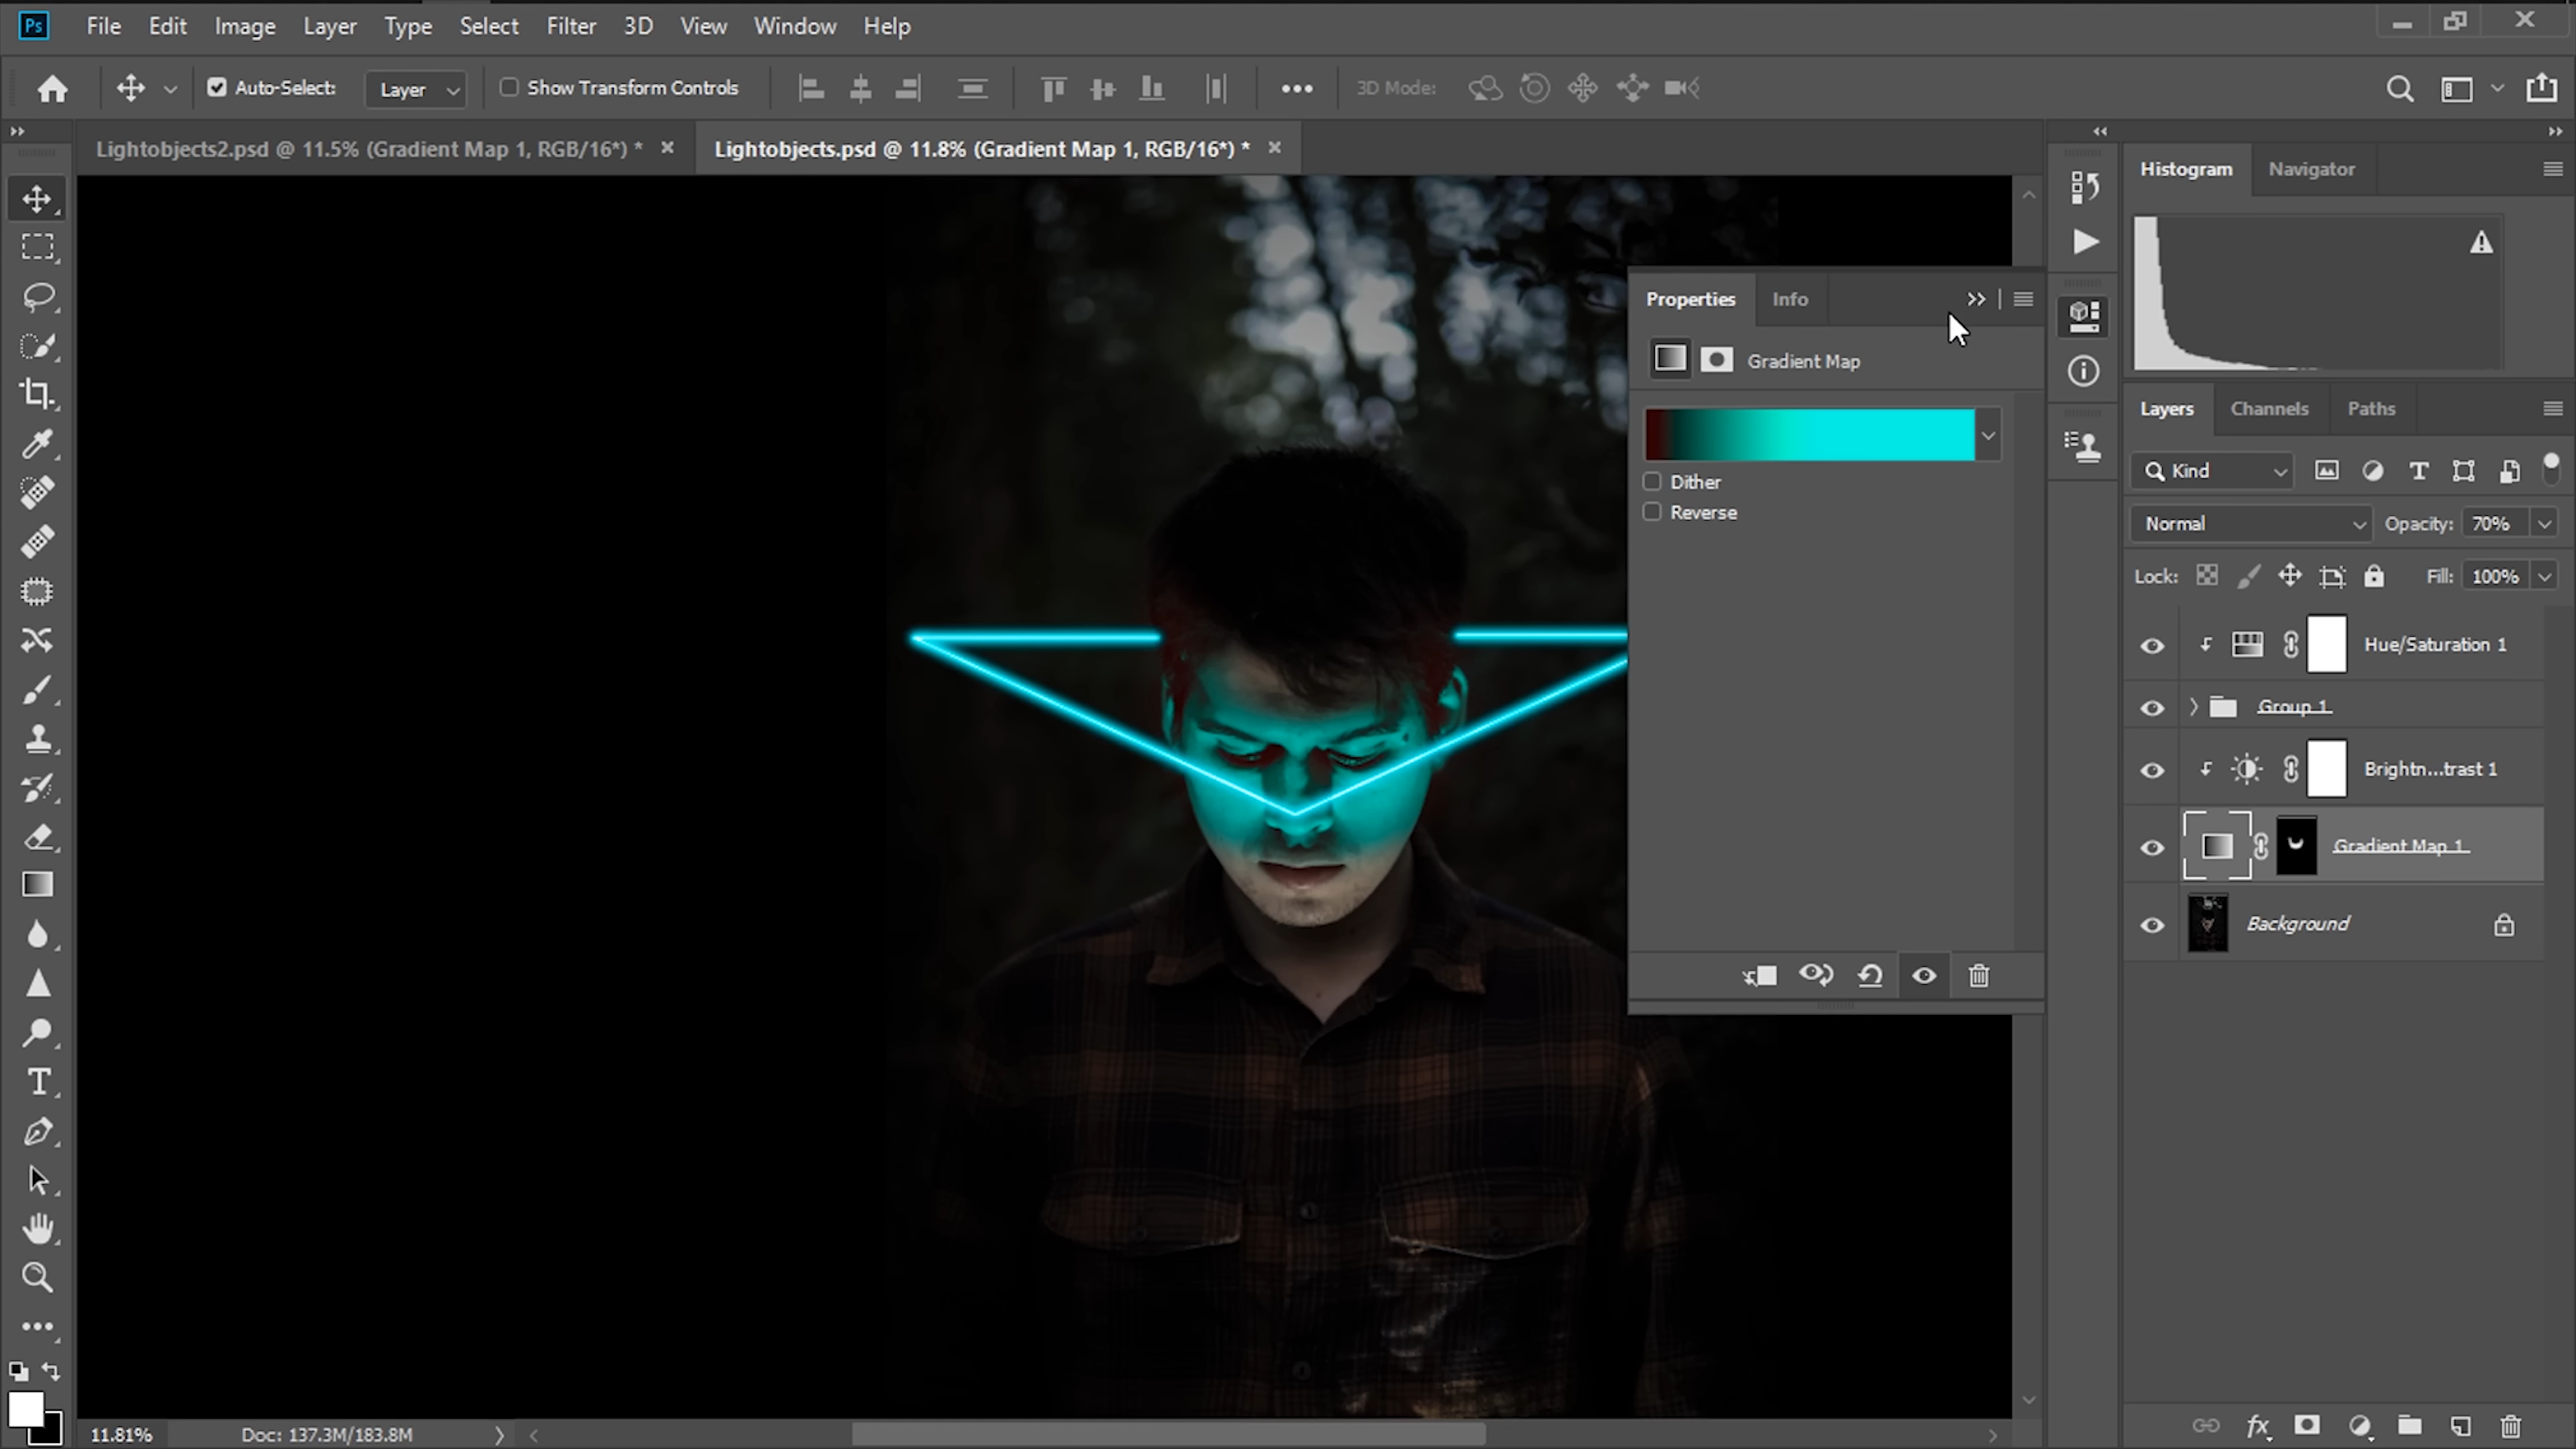 Ps File Edit Image Layer Type Select Filter 3D View Window Help
Auto-Select: Layer Show Transform Controls 3D Mode:
Lightobjects2.psd @ 11.5% (Gradient Map 1, RGB/16*) * Lightobjects.psd @ 11.8% (Gradient Map 1, RGB/16*) *
Histogram Navigator
Properties Info
Gradient Map
Dither
Reverse
Layers Channels Paths
Kind
Normal Opacity: 70%
Lock: Fill: 100%
Hue/Saturation 1
Group 1
Brightn...trast 1
Gradient Map 1
Background
fx
11.81% Doc: 137.3M/183.8M